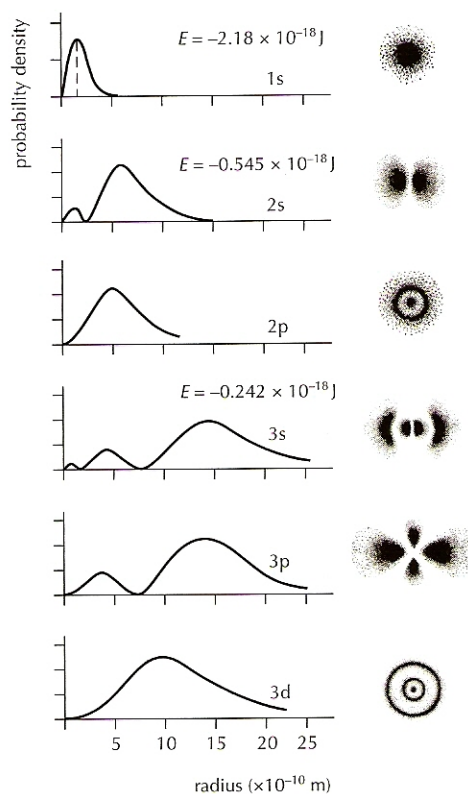 probability density
E = –2.18 × 10⁻¹⁸ J
1s
E = –0.545 × 10⁻¹⁸ J
2s
2p
E = –0.242 × 10⁻¹⁸ J
3s
3p
3d
5 10 15 20 25
radius (×10⁻¹⁰ m)